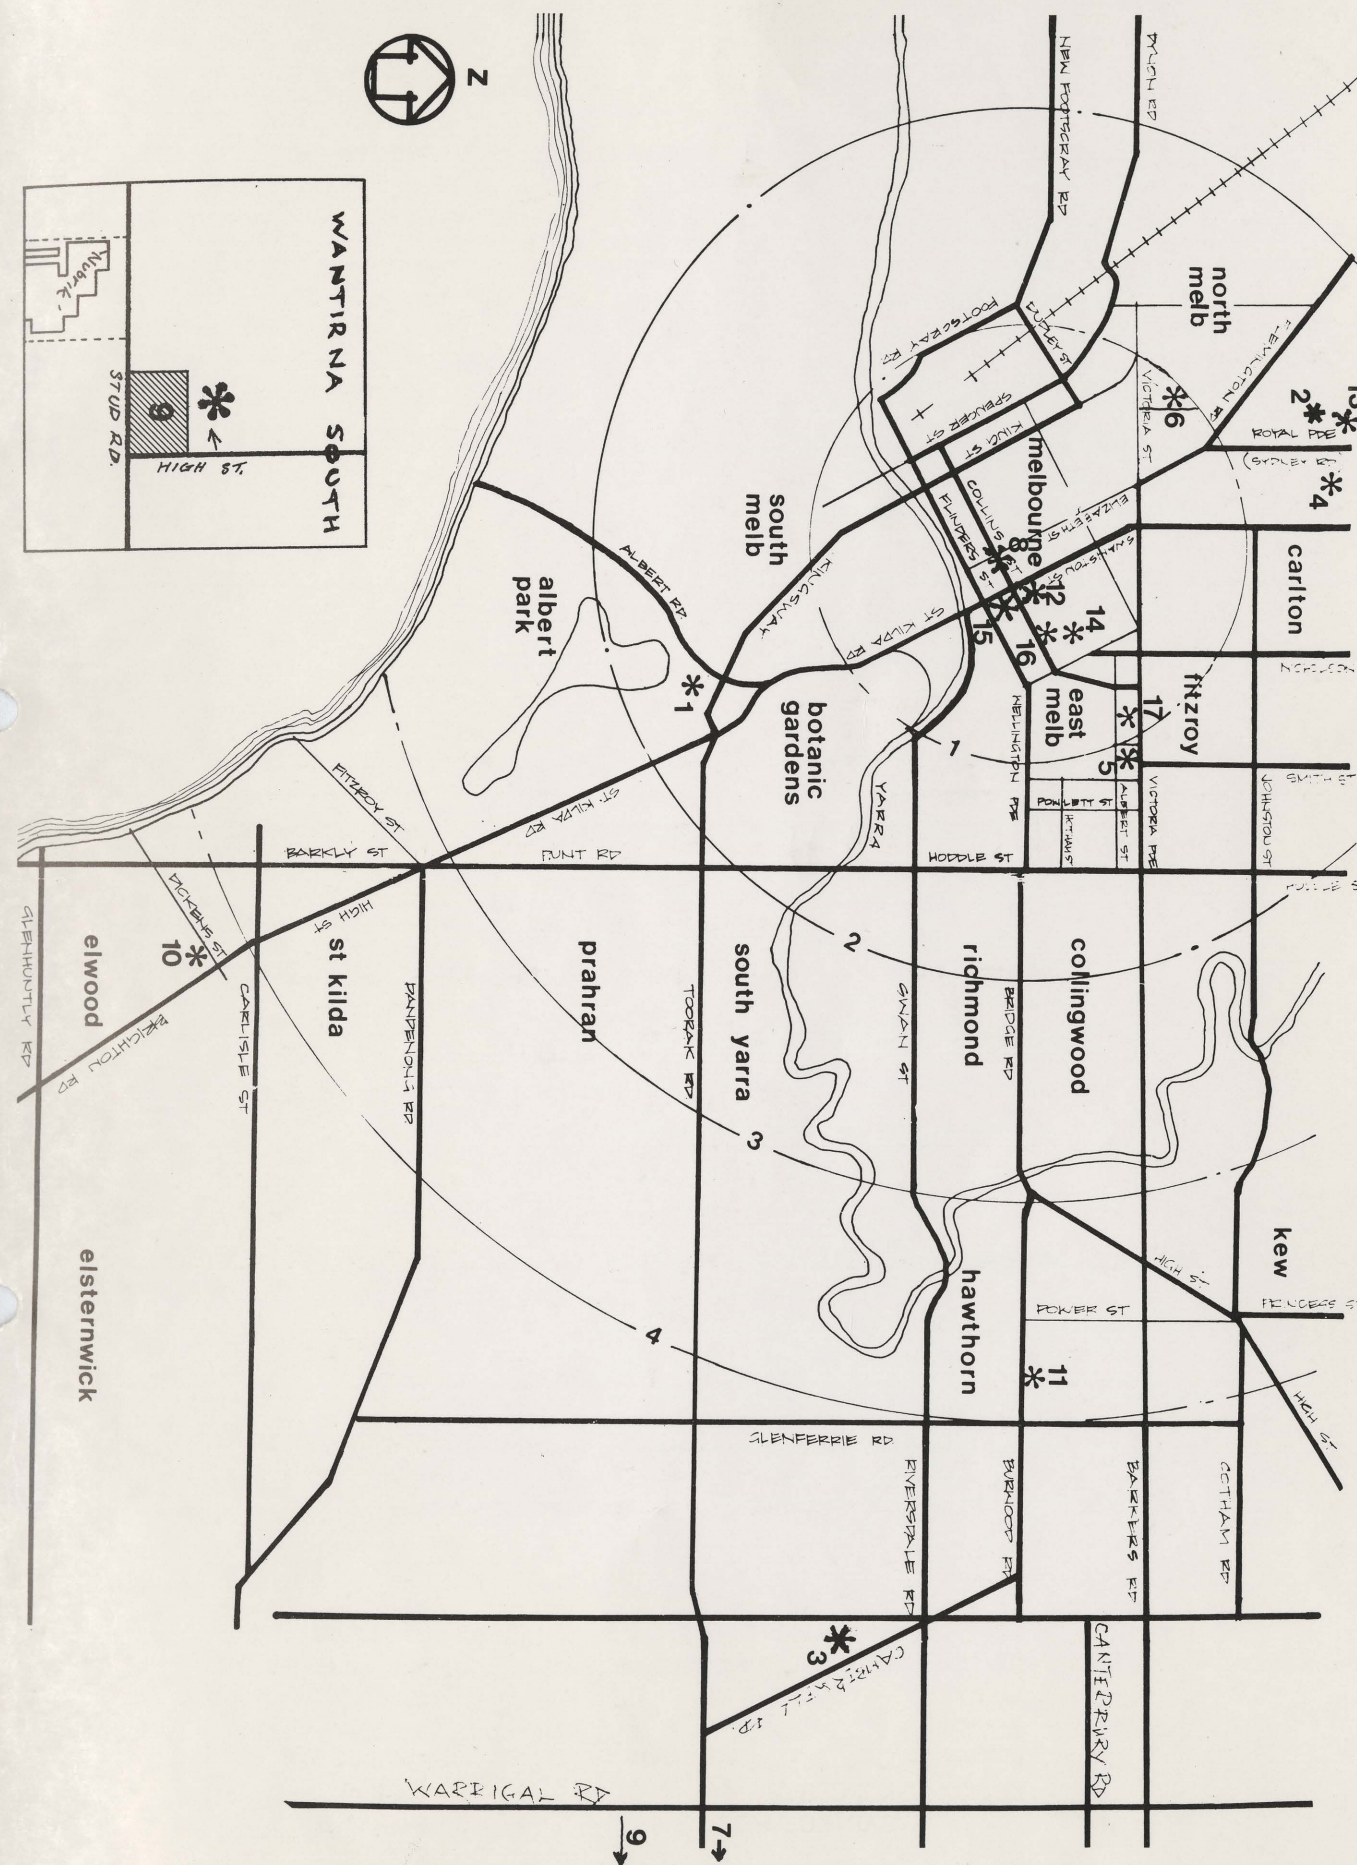 N
WANTIRNA SOUTH
Nubrik
9
STUD RD.
HIGH ST.
NEW FOOTSCRAY RD
DYNON RD
north
melb
FOOTSCRAY RD
DUDLEY ST
FLEMINGTON RD
VICTORIA ST
6
2
ROYAL PDE
(SYDNEY RD)
4
SPENCER ST
KING ST
melbourne
COLLINS ST
FLINDERS ST
ELIZABETH ST
SWANSTON ST
8
12
14
15
16
carlton
south
melb
KINGSWAY
ST KILDA RD
ALBERT RD.
albert
park
1
botanic
gardens
1
WELLINGTON PDE
east
melb
17
5
fitzroy
POWLETT ST
HOTHAM ST
ALBERT ST
VICTORIA PDE
JOHNSTON ST
SMITH ST
YARRA
HODDLE ST
FITZROY ST
ST. KILDA RD
BARKLY ST
PUNT RD
DICKENS ST
HIGH ST
10
GLENHUNTLY RD
elwood
BRIGHTON RD
CARLISLE ST
st kilda
DANDENONG RD
prahran
TOORAK RD
south yarra
2
SWAN ST
richmond
BRIDGE RD
collingwood
3
4
elsternwick
kew
HIGH ST.
PRINCESS ST
POWER ST
hawthorn
11
HIGH ST.
GLENFERRIE RD.
RIVERSDALE RD
BURWOOD RD
BARKERS RD
COTHAM RD
3
CAMBERWELL RD.
CANTERBURY RD
WARRIGAL RD
9
7